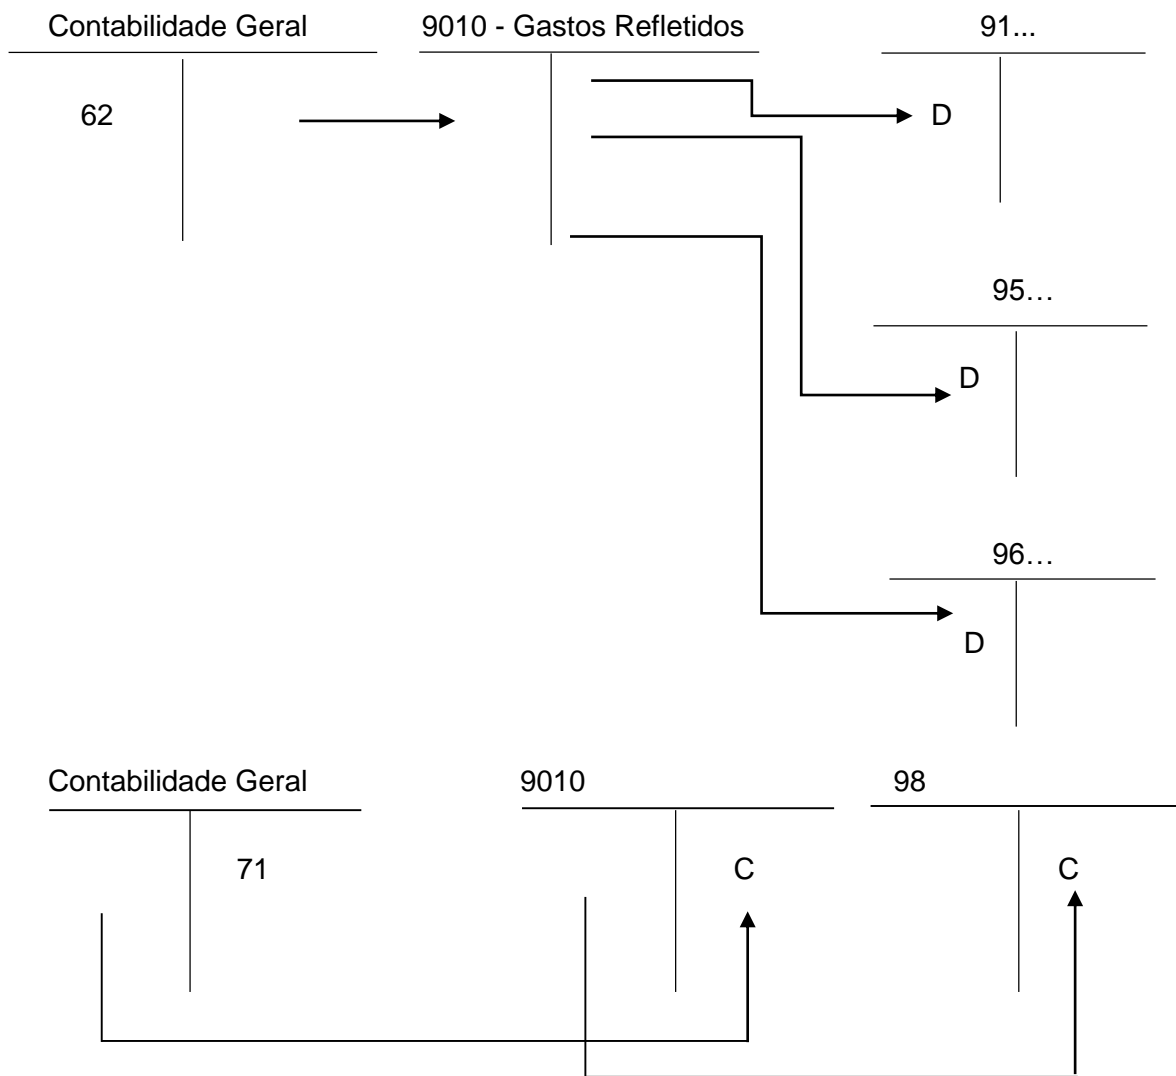 Contabilidade Geral 9010 - Gastos Refletidos 91...
62 D
95…
D
96…
D
Contabilidade Geral 9010 98
71 C C